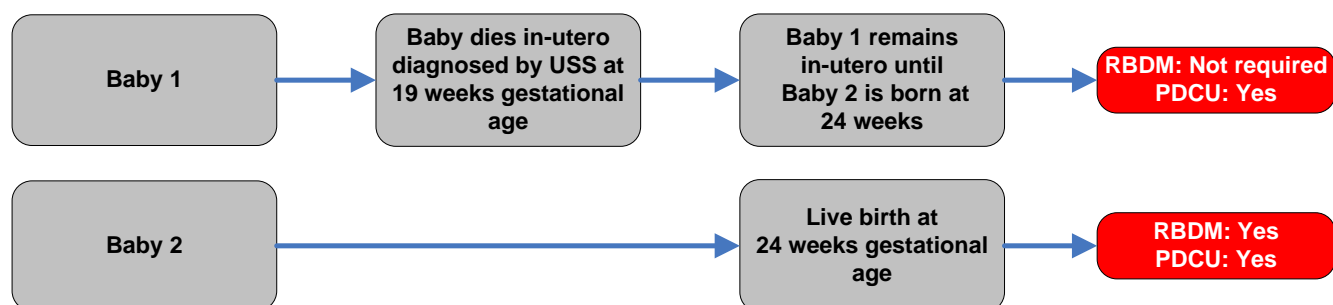 Baby 1
Baby dies in-utero
diagnosed by USS at
19 weeks gestational
age
Baby 1 remains
in-utero until
Baby 2 is born at
24 weeks
RBDM: Not required
PDCU: Yes
Baby 2
Live birth at
24 weeks gestational
age
RBDM: Yes
PDCU: Yes